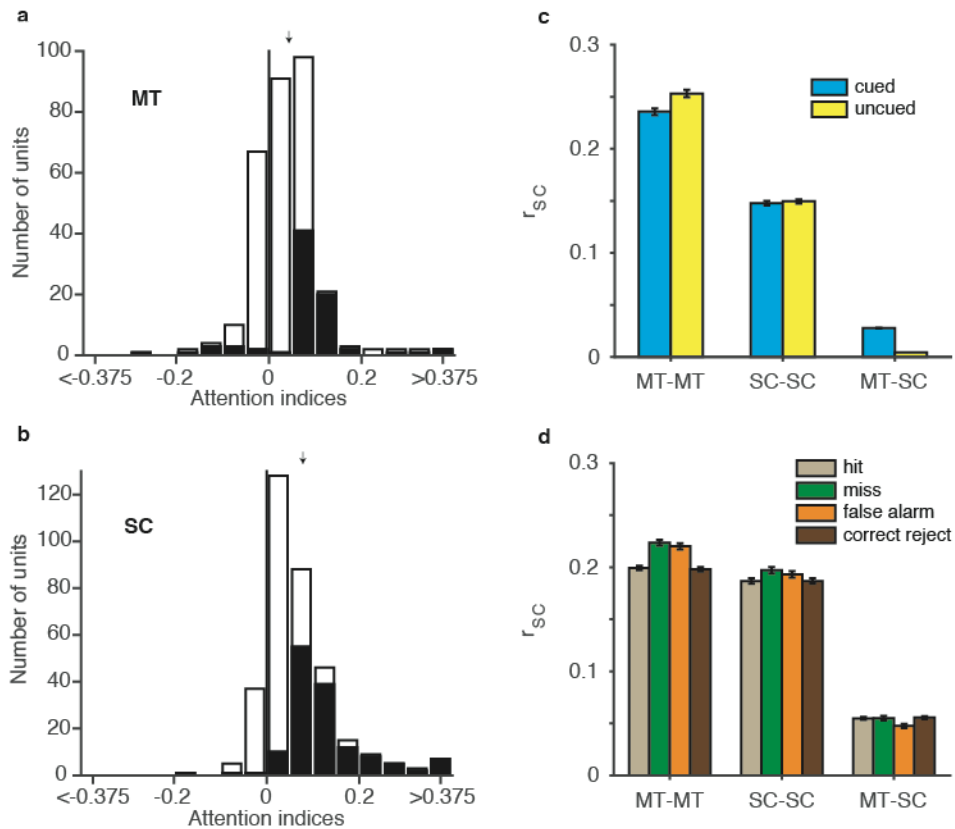 a
MT
Number of units
100
80
60
40
20
0
<-0.375 -0.2 0 0.2 >0.375
Attention indices
b
SC
Number of units
120
100
80
60
40
20
0
<-0.375 -0.2 0 0.2 >0.375
Attention indices
c
cued
uncued
rSC
0.3
0.2
0.1
0
MT-MT SC-SC MT-SC
d
hit
miss
false alarm
correct reject
rSC
0.3
0.2
0.1
0
MT-MT SC-SC MT-SC